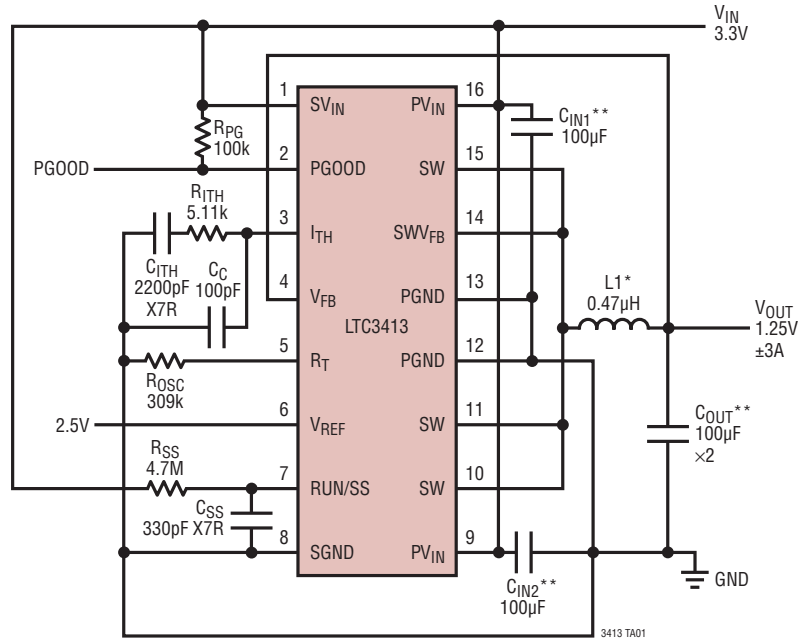 V_IN
3.3V
1
SV_IN
PV_IN
16
C_IN1**
100µF
R_PG
100k
PGOOD
2
PGOOD
SW
15
R_ITH
5.11k
3
I_TH
SWV_FB
14
C_ITH
2200pF
X7R
C_C
100pF
4
V_FB
PGND
13
L1*
0.47µH
LTC3413
V_OUT
1.25V
±3A
5
R_T
PGND
12
R_OSC
309k
2.5V
6
V_REF
SW
11
C_OUT**
100µF
×2
R_SS
4.7M
7
RUN/SS
SW
10
C_SS
330pF X7R
8
SGND
PV_IN
9
C_IN2**
100µF
GND
3413 TA01